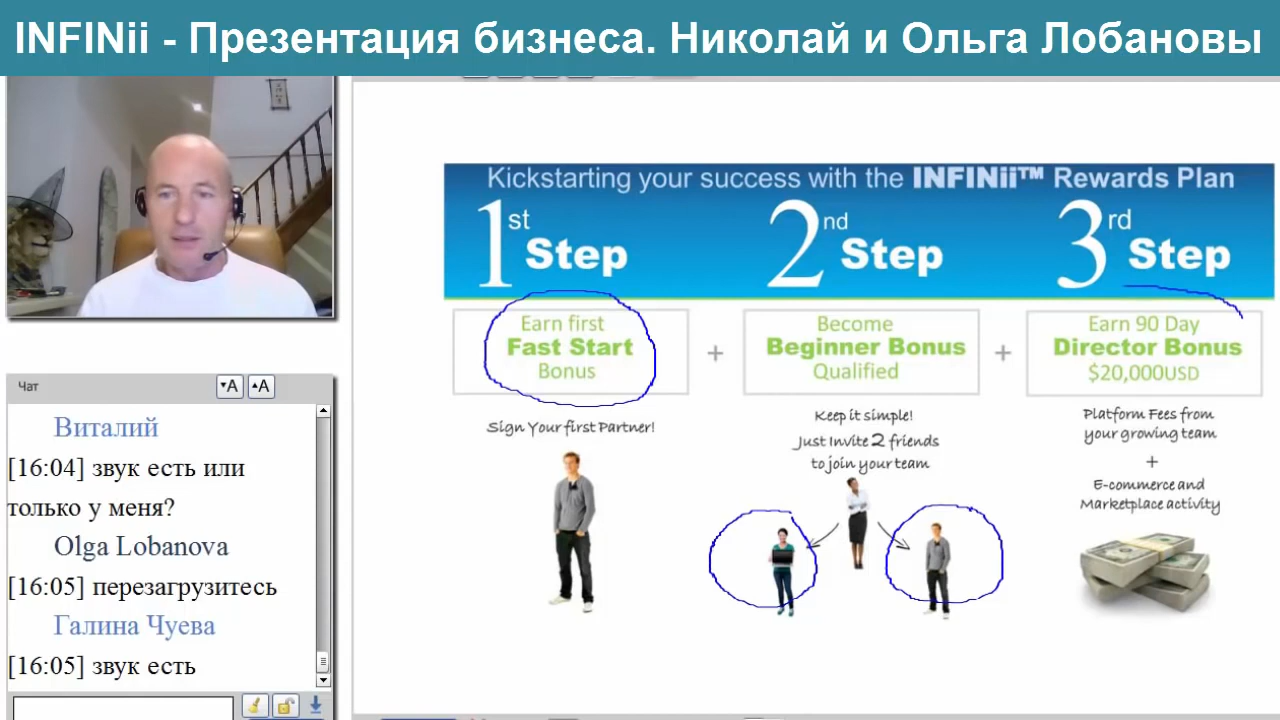 INFINii - Презентация бизнеса. Николай и Ольга Лобановы
Kickstarting your success with the INFINii™ Rewards Plan
1st Step
2nd Step
3rd Step
Earn first
Fast Start
Bonus
+
Become
Beginner Bonus
Qualified
+
Earn 90 Day
Director Bonus
$20,000USD
Sign Your first Partner!
Keep it simple!
Just Invite 2 friends
to join your team
Platform Fees from
your growing team
+
E-commerce and
Marketplace activity
Чат
▾A ▴A
Виталий
[16:04] звук есть или
только у меня?
Olga Lobanova
[16:05] перезагрузитесь
Галина Чуева
[16:05] звук есть